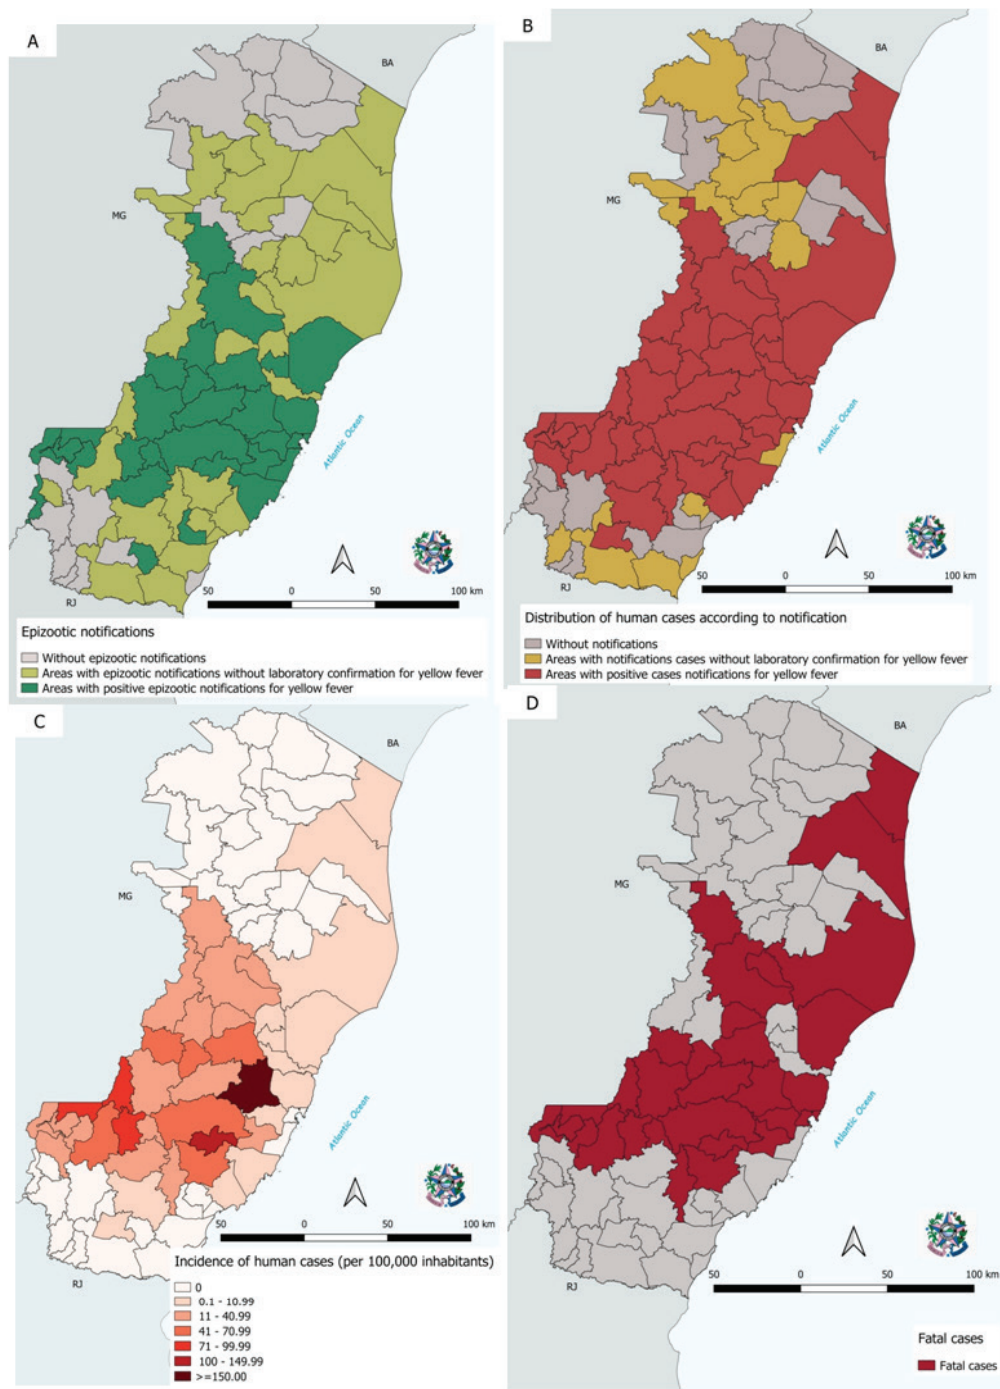 A
BA
MG
Atlantic Ocean
RJ
50 0 50 100 km
Epizootic notifications
Without epizootic notifications
Areas with epizootic notifications without laboratory confirmation for yellow fever
Areas with positive epizootic notifications for yellow fever
B
BA
MG
Atlantic Ocean
RJ
50 0 50 100 km
Distribution of human cases according to notification
Without notifications
Areas with notifications cases without laboratory confirmation for yellow fever
Areas with positive cases notifications for yellow fever
C
BA
MG
Atlantic Ocean
RJ
50 0 50 100 km
Incidence of human cases (per 100,000 inhabitants)
0
0.1 - 10.99
11 - 40.99
41 - 70.99
71 - 99.99
100 - 149.99
>=150.00
D
BA
MG
Atlantic Ocean
RJ
50 0 50 100 km
Fatal cases
Fatal cases